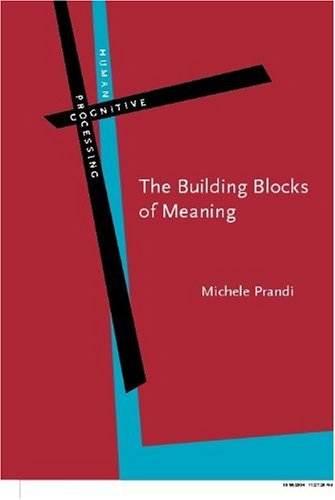 HUMAN
COGNITIVE
PROCESSING
The Building Blocks
of Meaning
Michele Prandi